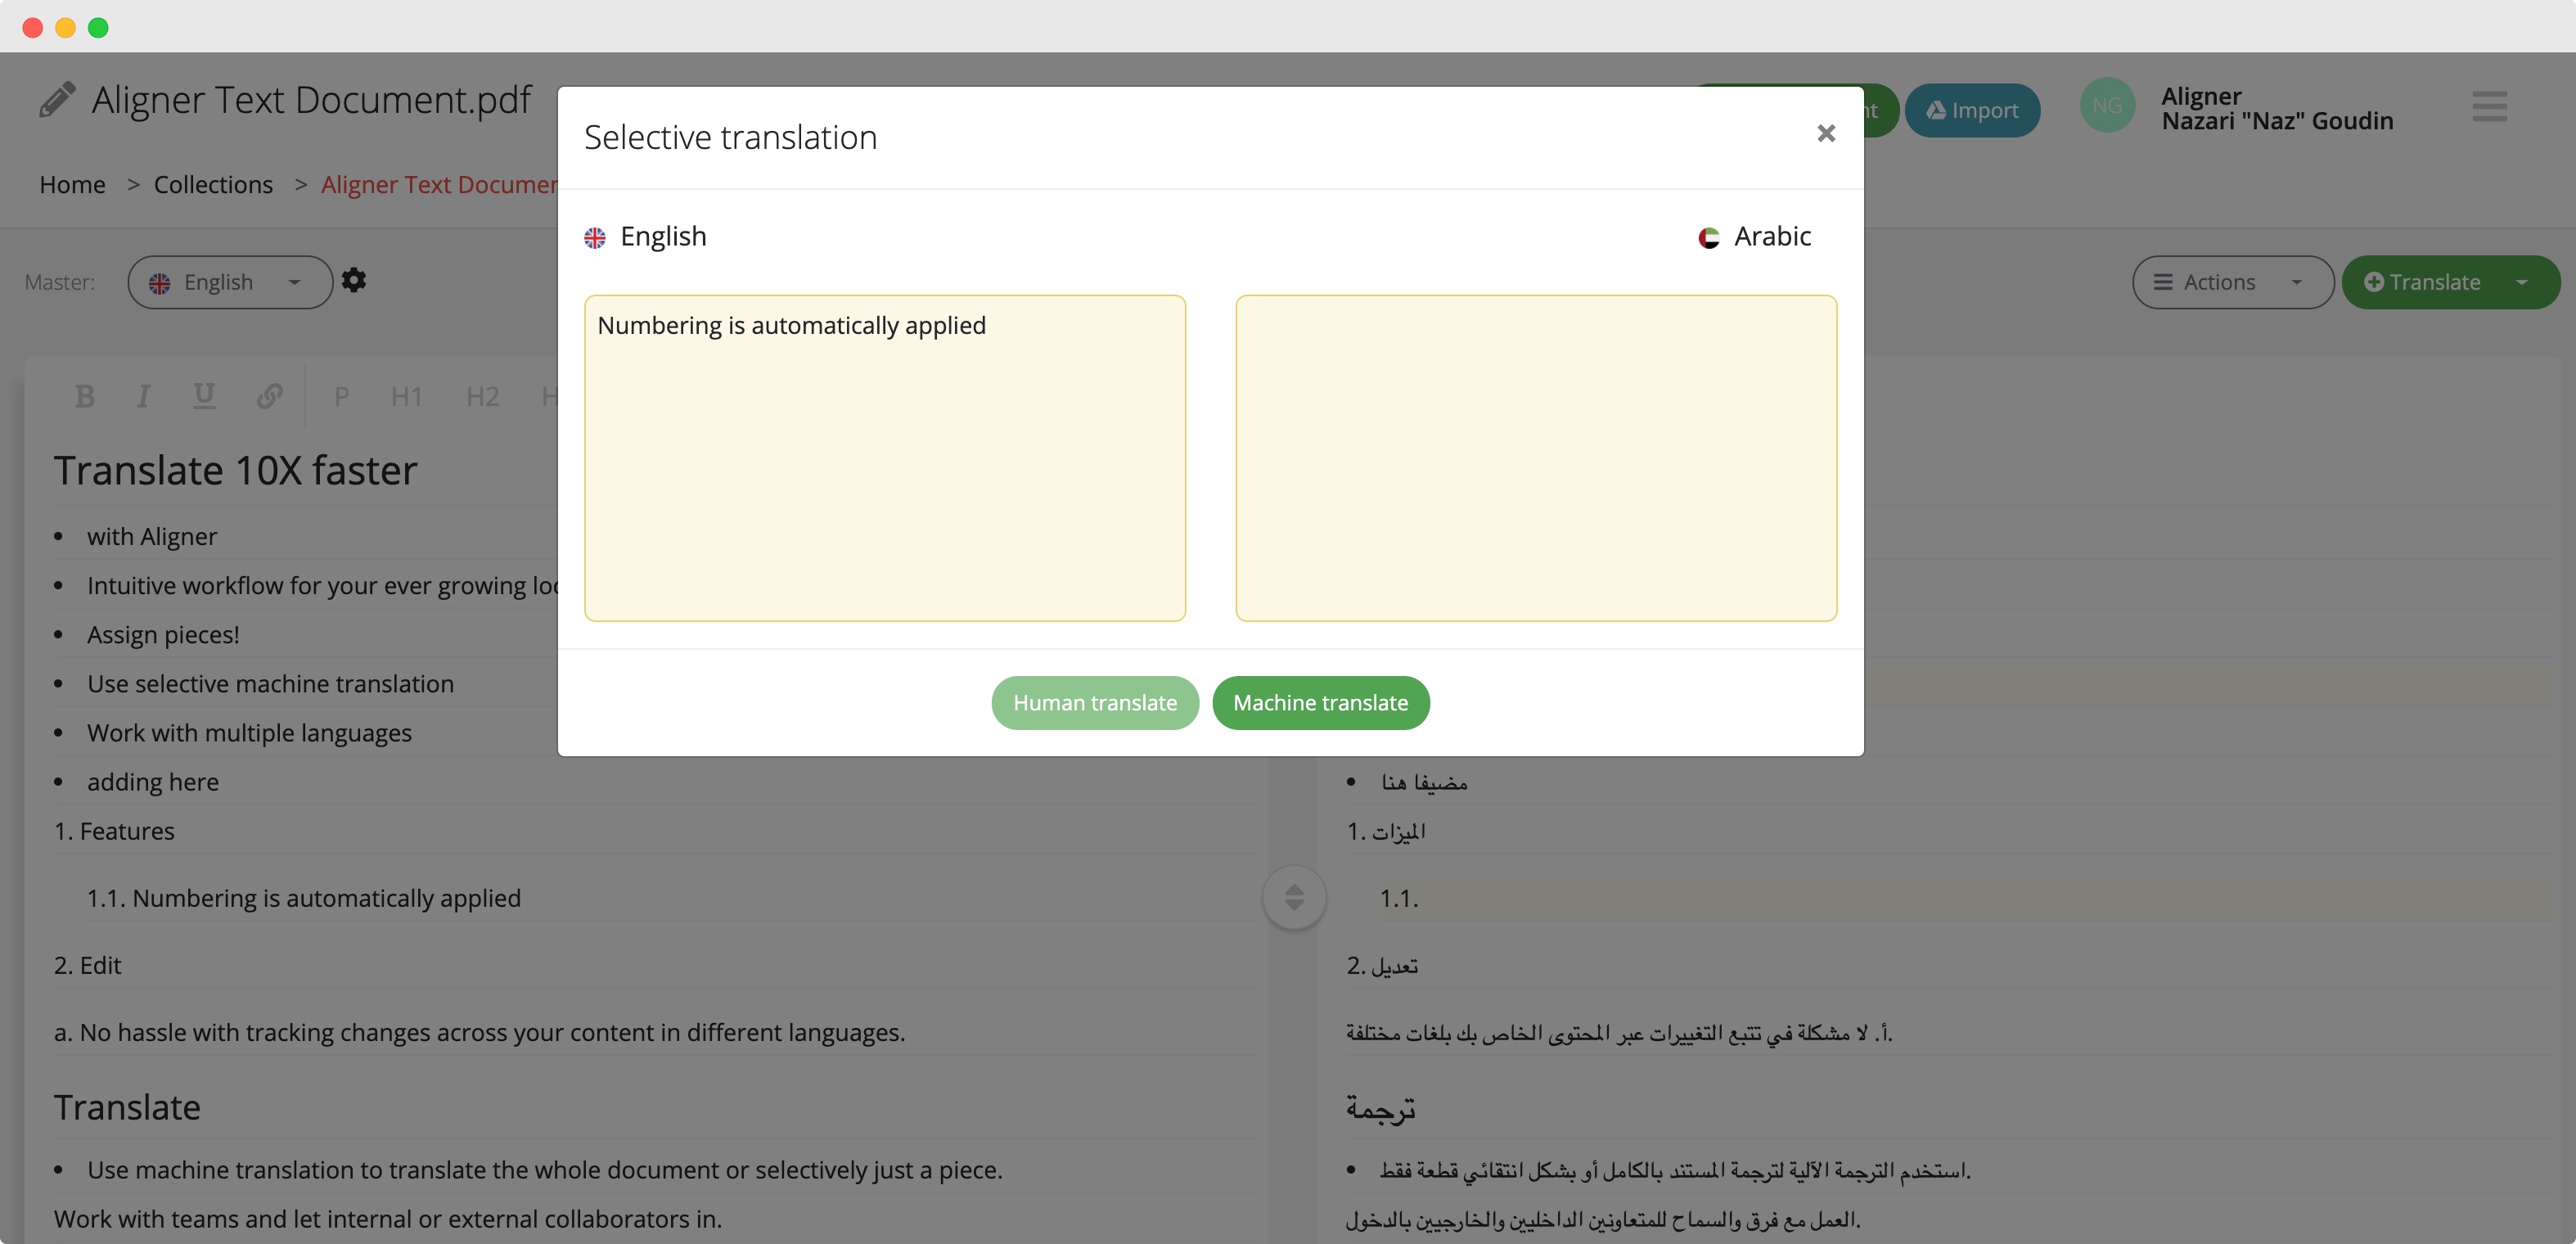 Aligner Text Document.pdf
Import
NG
Aligner
Nazari "Naz" Goudin
Home > Collections > Aligner Text
Master:
English
Actions
Translate
B I U P H1 H2
Selective translation
English
Arabic
Numbering is automatically applied
Human translate
Machine translate
Translate 10X faster
• with Aligner
• Intuitive workflow for your ever growing
• Assign pieces!
• Use selective machine translation
• Work with multiple languages
• adding here
1. Features
1.1. Numbering is automatically applied
2. Edit
a. No hassle with tracking changes across your content in different languages.
Translate
• Use machine translation to translate the whole document or selectively just a piece.
Work with teams and let internal or external collaborators in.
• مضيفا هنا
1. الميزات
1.1.
2. تعديل
أ. لا مشكلة في تتبع التغييرات عبر المحتوى الخاص بك بلغات مختلفة.
ترجمة
• استخدم الترجمة الآلية لترجمة المستند بالكامل أو بشكل انتقائي قطعة فقط.
العمل مع فرق والسماح للمتعاونين الداخليين والخارجيين بالدخول.